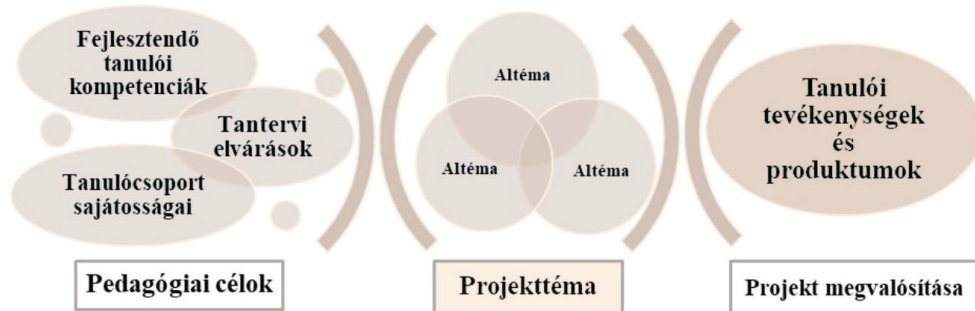 Fejlesztendő
tanulói
kompetenciák
Tantervi
elvárások
Tanulócsoport
sajátosságai
Pedagógiai célok
Altéma
Altéma
Altéma
Projekttéma
Tanulói
tevékenységek
és
produktumok
Projekt megvalósítása